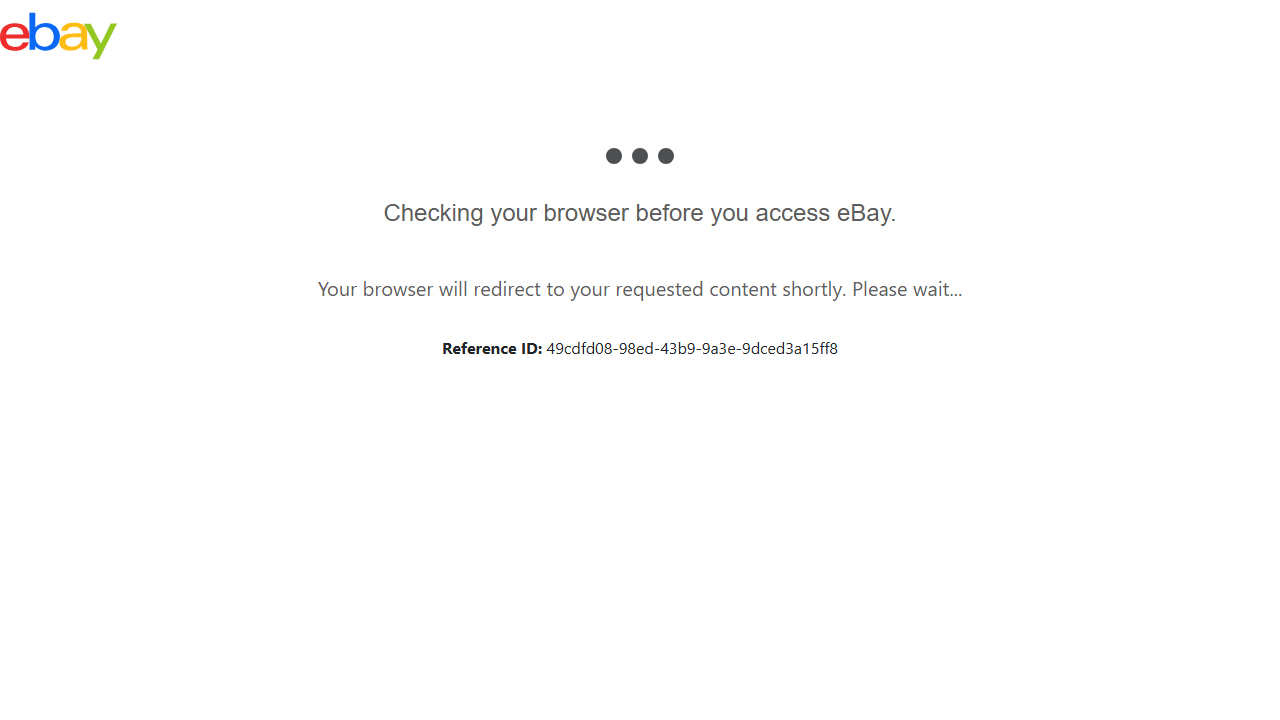 ebay
Checking your browser before you access eBay.
Your browser will redirect to your requested content shortly. Please wait...
Reference ID: 49cdfd08-98ed-43b9-9a3e-9dced3a15ff8